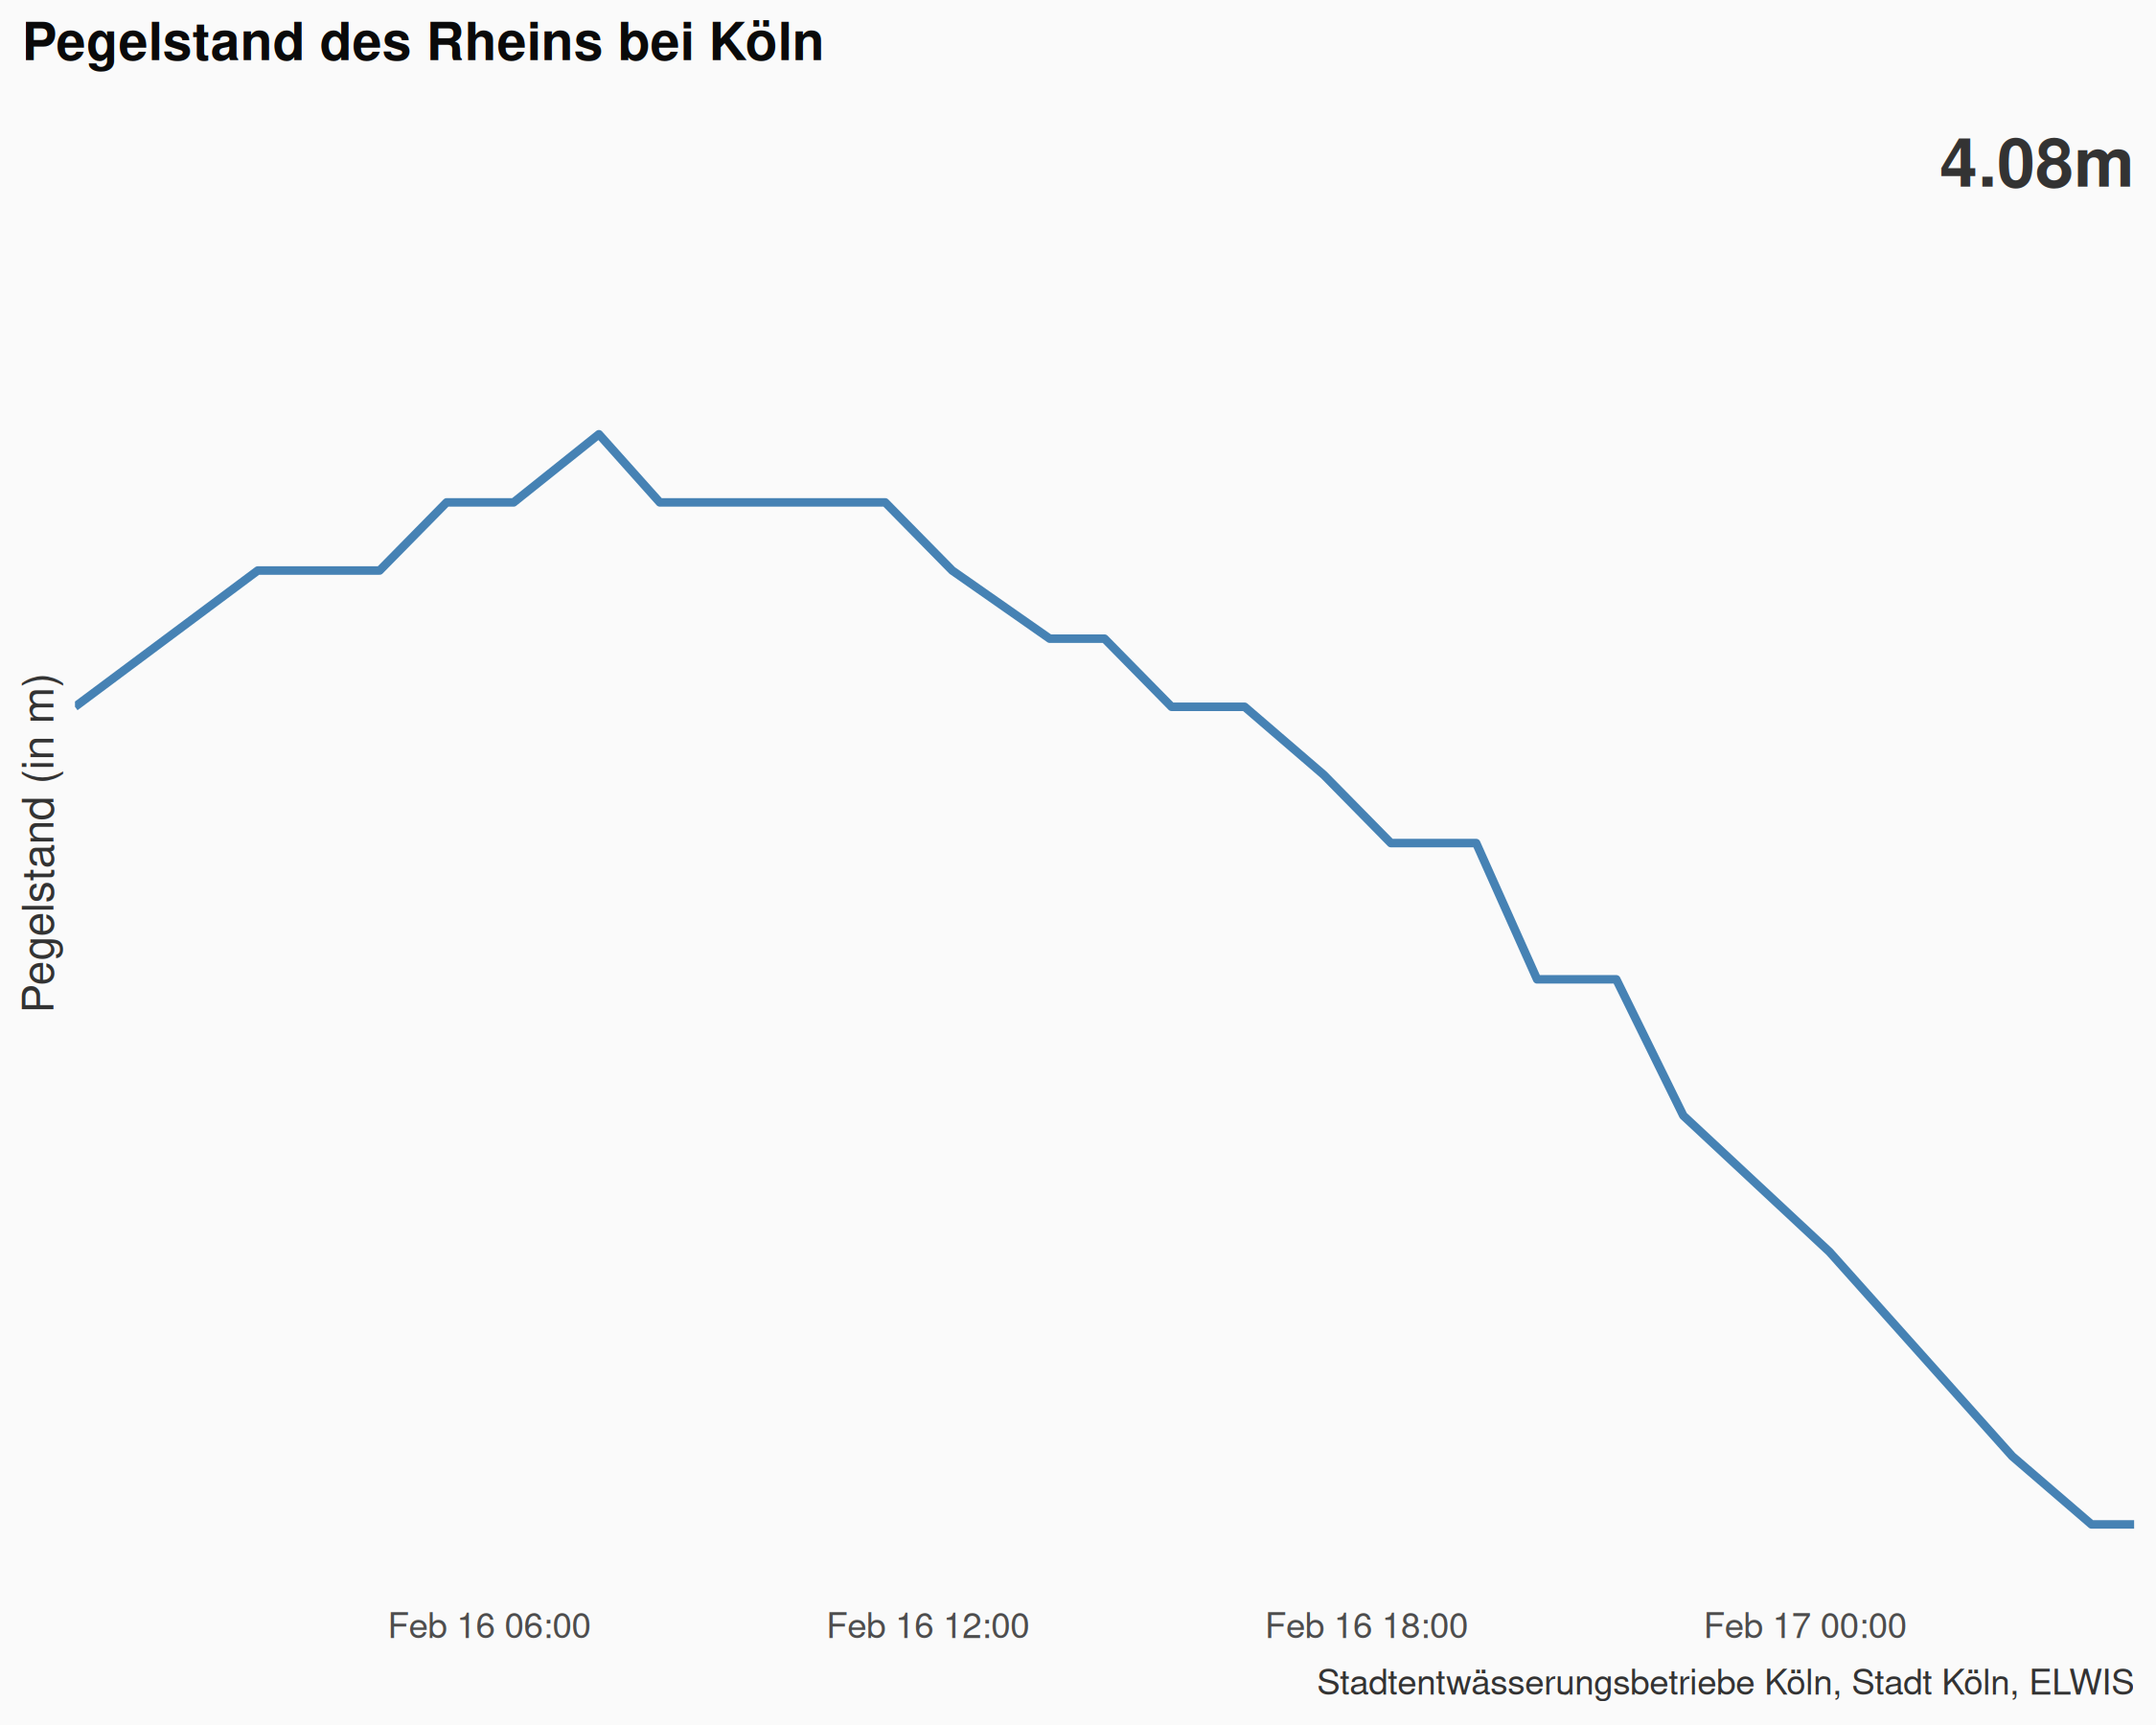 Pegelstand des Rheins bei Köln
4.08m
Pegelstand (in m)
Feb 16 06:00
Feb 16 12:00
Feb 16 18:00
Feb 17 00:00
Stadtentwässerungsbetriebe Köln, Stadt Köln, ELWIS